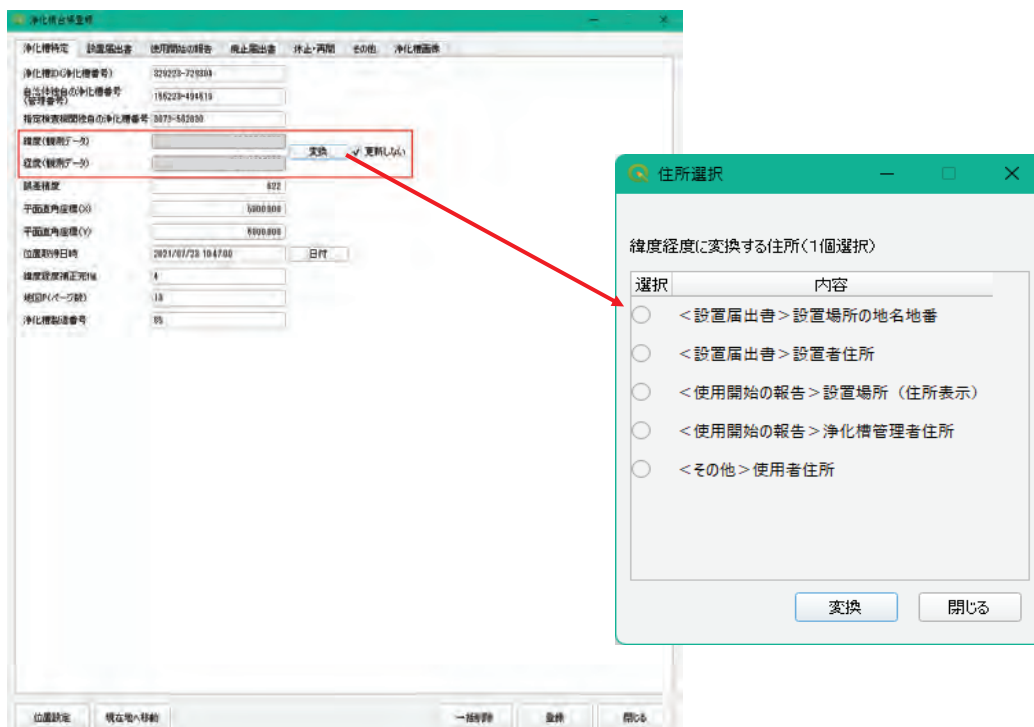 浄化槽台帳登録
浄化槽特定 設置届出書 使用開始の報告 廃止届出書 休止・再開 その他 浄化槽画像
浄化槽ID(浄化槽番号)
自治体独自の浄化槽番号
(管理番号)
指定検査機関独自の浄化槽番号
緯度(観測データ)
経度(観測データ)
変換 ✓ 更新しない
誤差精度 622
平面直角座標(X)
平面直角座標(Y)
位置取得日時 日付
緯度経度補正完了 4
13
浄化槽製造番号
位置設定 現在地へ移動 一括削除 登録 閉じる
住所選択
緯度経度に変換する住所(1個選択)
選択 内容
<設置届出書>設置場所の地名地番
<設置届出書>設置者住所
<使用開始の報告>設置場所（住所表示）
<使用開始の報告>浄化槽管理者住所
<その他>使用者住所
変換 閉じる